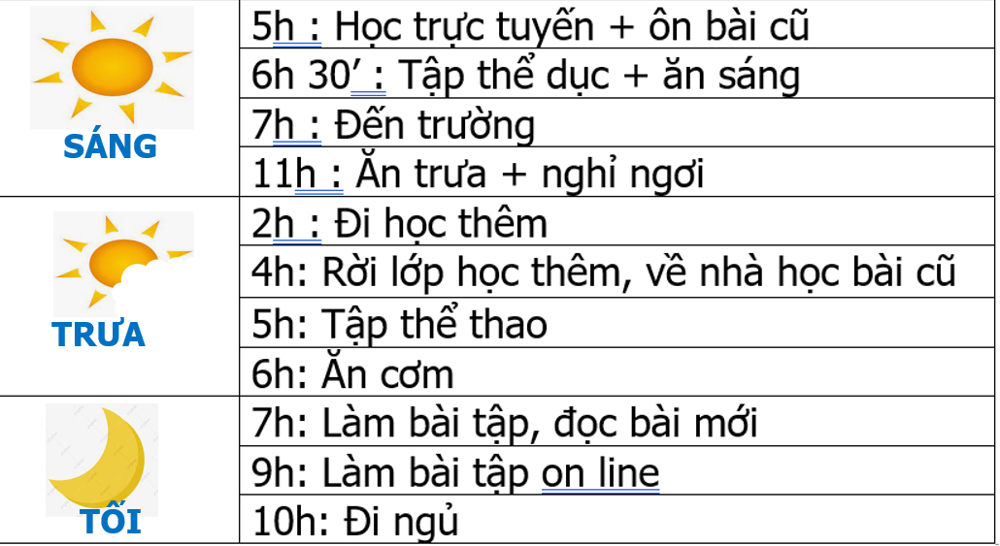 SÁNG
5h : Học trực tuyến + ôn bài cũ
6h 30’ : Tập thể dục + ăn sáng
7h : Đến trường
11h : Ăn trưa + nghỉ ngơi
TRƯA
2h : Đi học thêm
4h: Rời lớp học thêm, về nhà học bài cũ
5h: Tập thể thao
6h: Ăn cơm
TỐI
7h: Làm bài tập, đọc bài mới
9h: Làm bài tập on line
10h: Đi ngủ